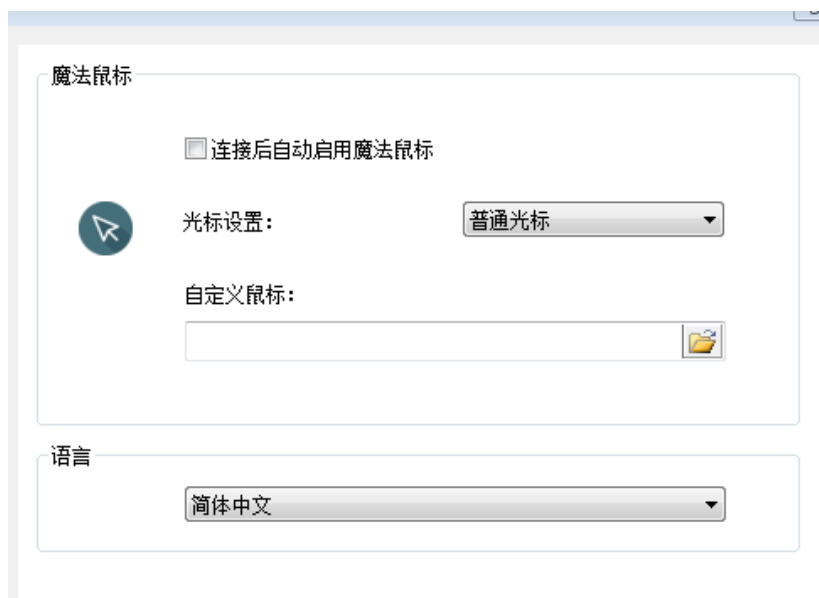 魔法鼠标
连接后自动启用魔法鼠标
光标设置：
普通光标
自定义鼠标：
语言
简体中文